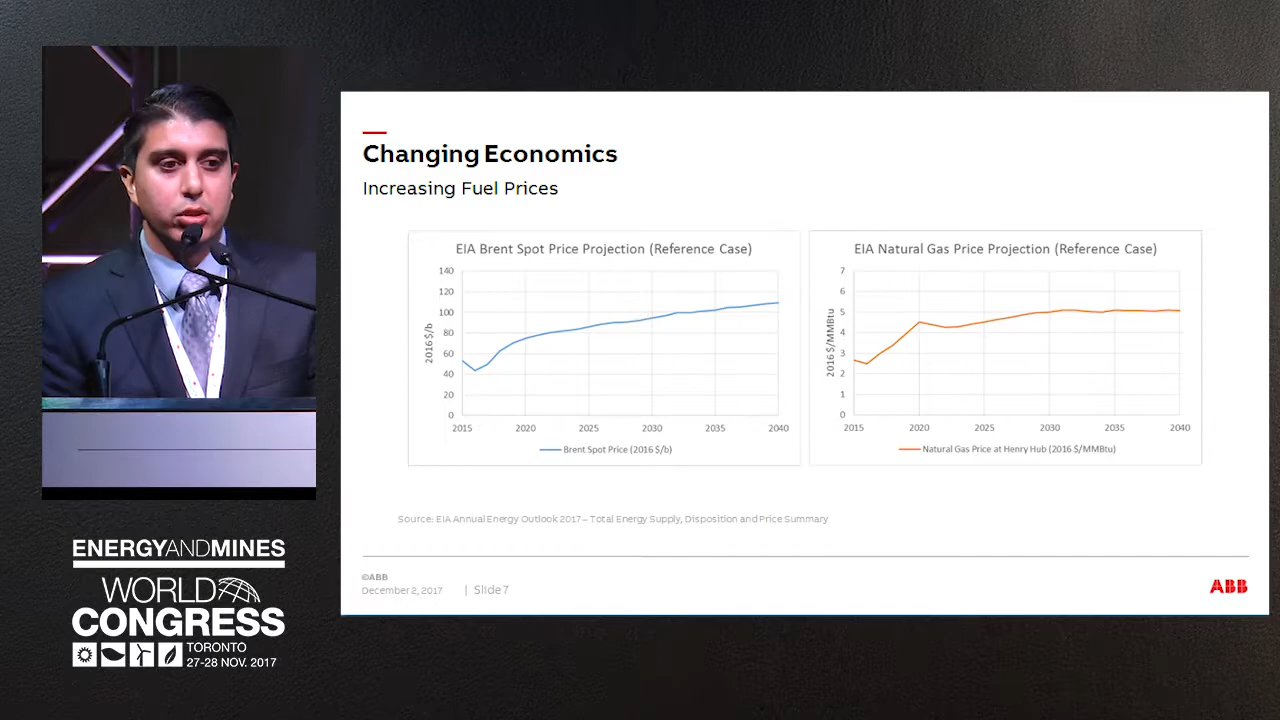 Changing Economics
Increasing Fuel Prices
EIA Brent Spot Price Projection (Reference Case)
140
120
100
80
60
40
20
0
2016 $/b
2015 2020 2025 2030 2035 2040
Brent Spot Price (2016 $/b)
EIA Natural Gas Price Projection (Reference Case)
7
6
5
4
3
2
1
0
2016 $/MMBtu
2015 2020 2025 2030 2035 2040
Natural Gas Price at Henry Hub (2016 $/MMBtu)
Source: EIA Annual Energy Outlook 2017 – Total Energy Supply, Disposition and Price Summary
©ABB
December 2, 2017 | Slide 7
ABB
ENERGYANDMINES
WORLD
CONGRESS
TORONTO
27-28 NOV. 2017